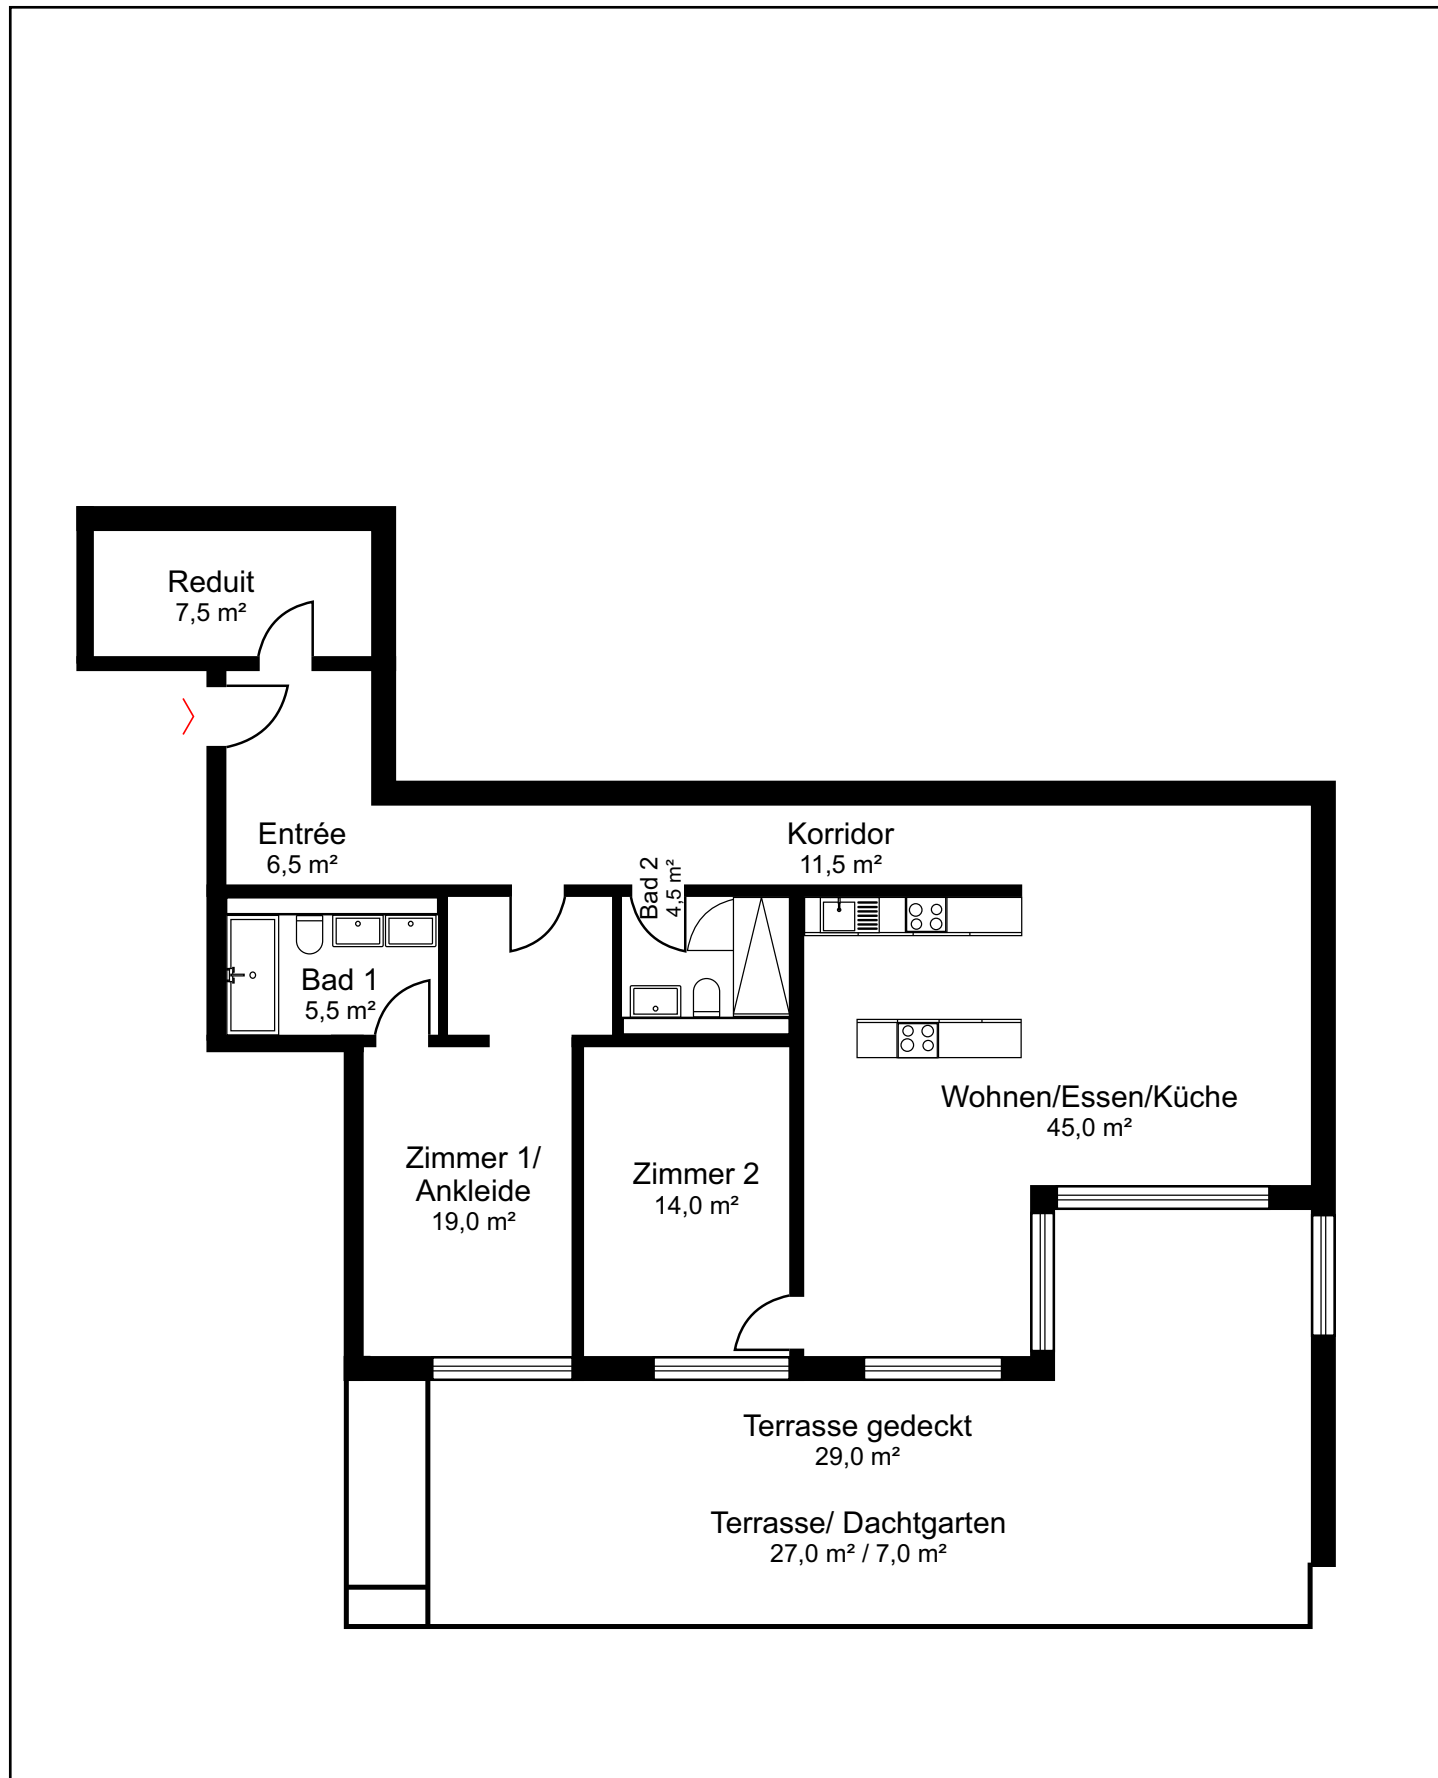 Reduit
7,5 m²
Entrée
6,5 m²
Korridor
11,5 m²
Bad 2
4,5 m²
Bad 1
5,5 m²
Wohnen/Essen/Küche
45,0 m²
Zimmer 1/
Ankleide
19,0 m²
Zimmer 2
14,0 m²
Terrasse gedeckt
29,0 m²
Terrasse/ Dachtgarten
27,0 m² / 7,0 m²